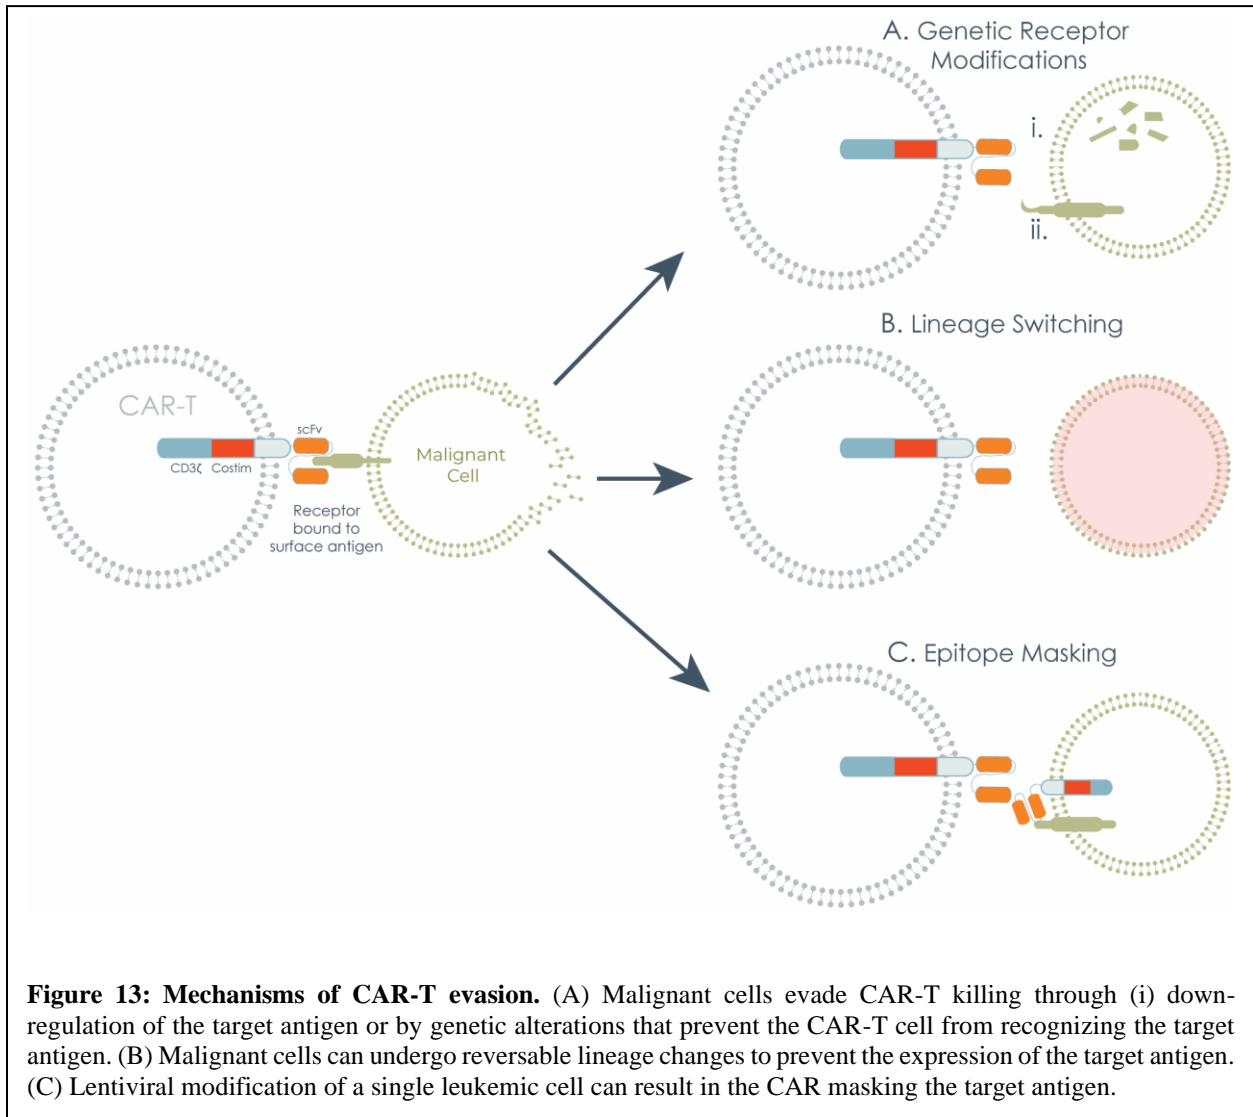 A. Genetic Receptor
Modifications
i.
ii.
B. Lineage Switching
CAR-T
scFv
CD3ζ Costim
Malignant
Cell
Receptor
bound to
surface antigen
C. Epitope Masking
Figure 13: Mechanisms of CAR-T evasion. (A) Malignant cells evade CAR-T killing through (i) down-
regulation of the target antigen or by genetic alterations that prevent the CAR-T cell from recognizing the target
antigen. (B) Malignant cells can undergo reversable lineage changes to prevent the expression of the target antigen.
(C) Lentiviral modification of a single leukemic cell can result in the CAR masking the target antigen.